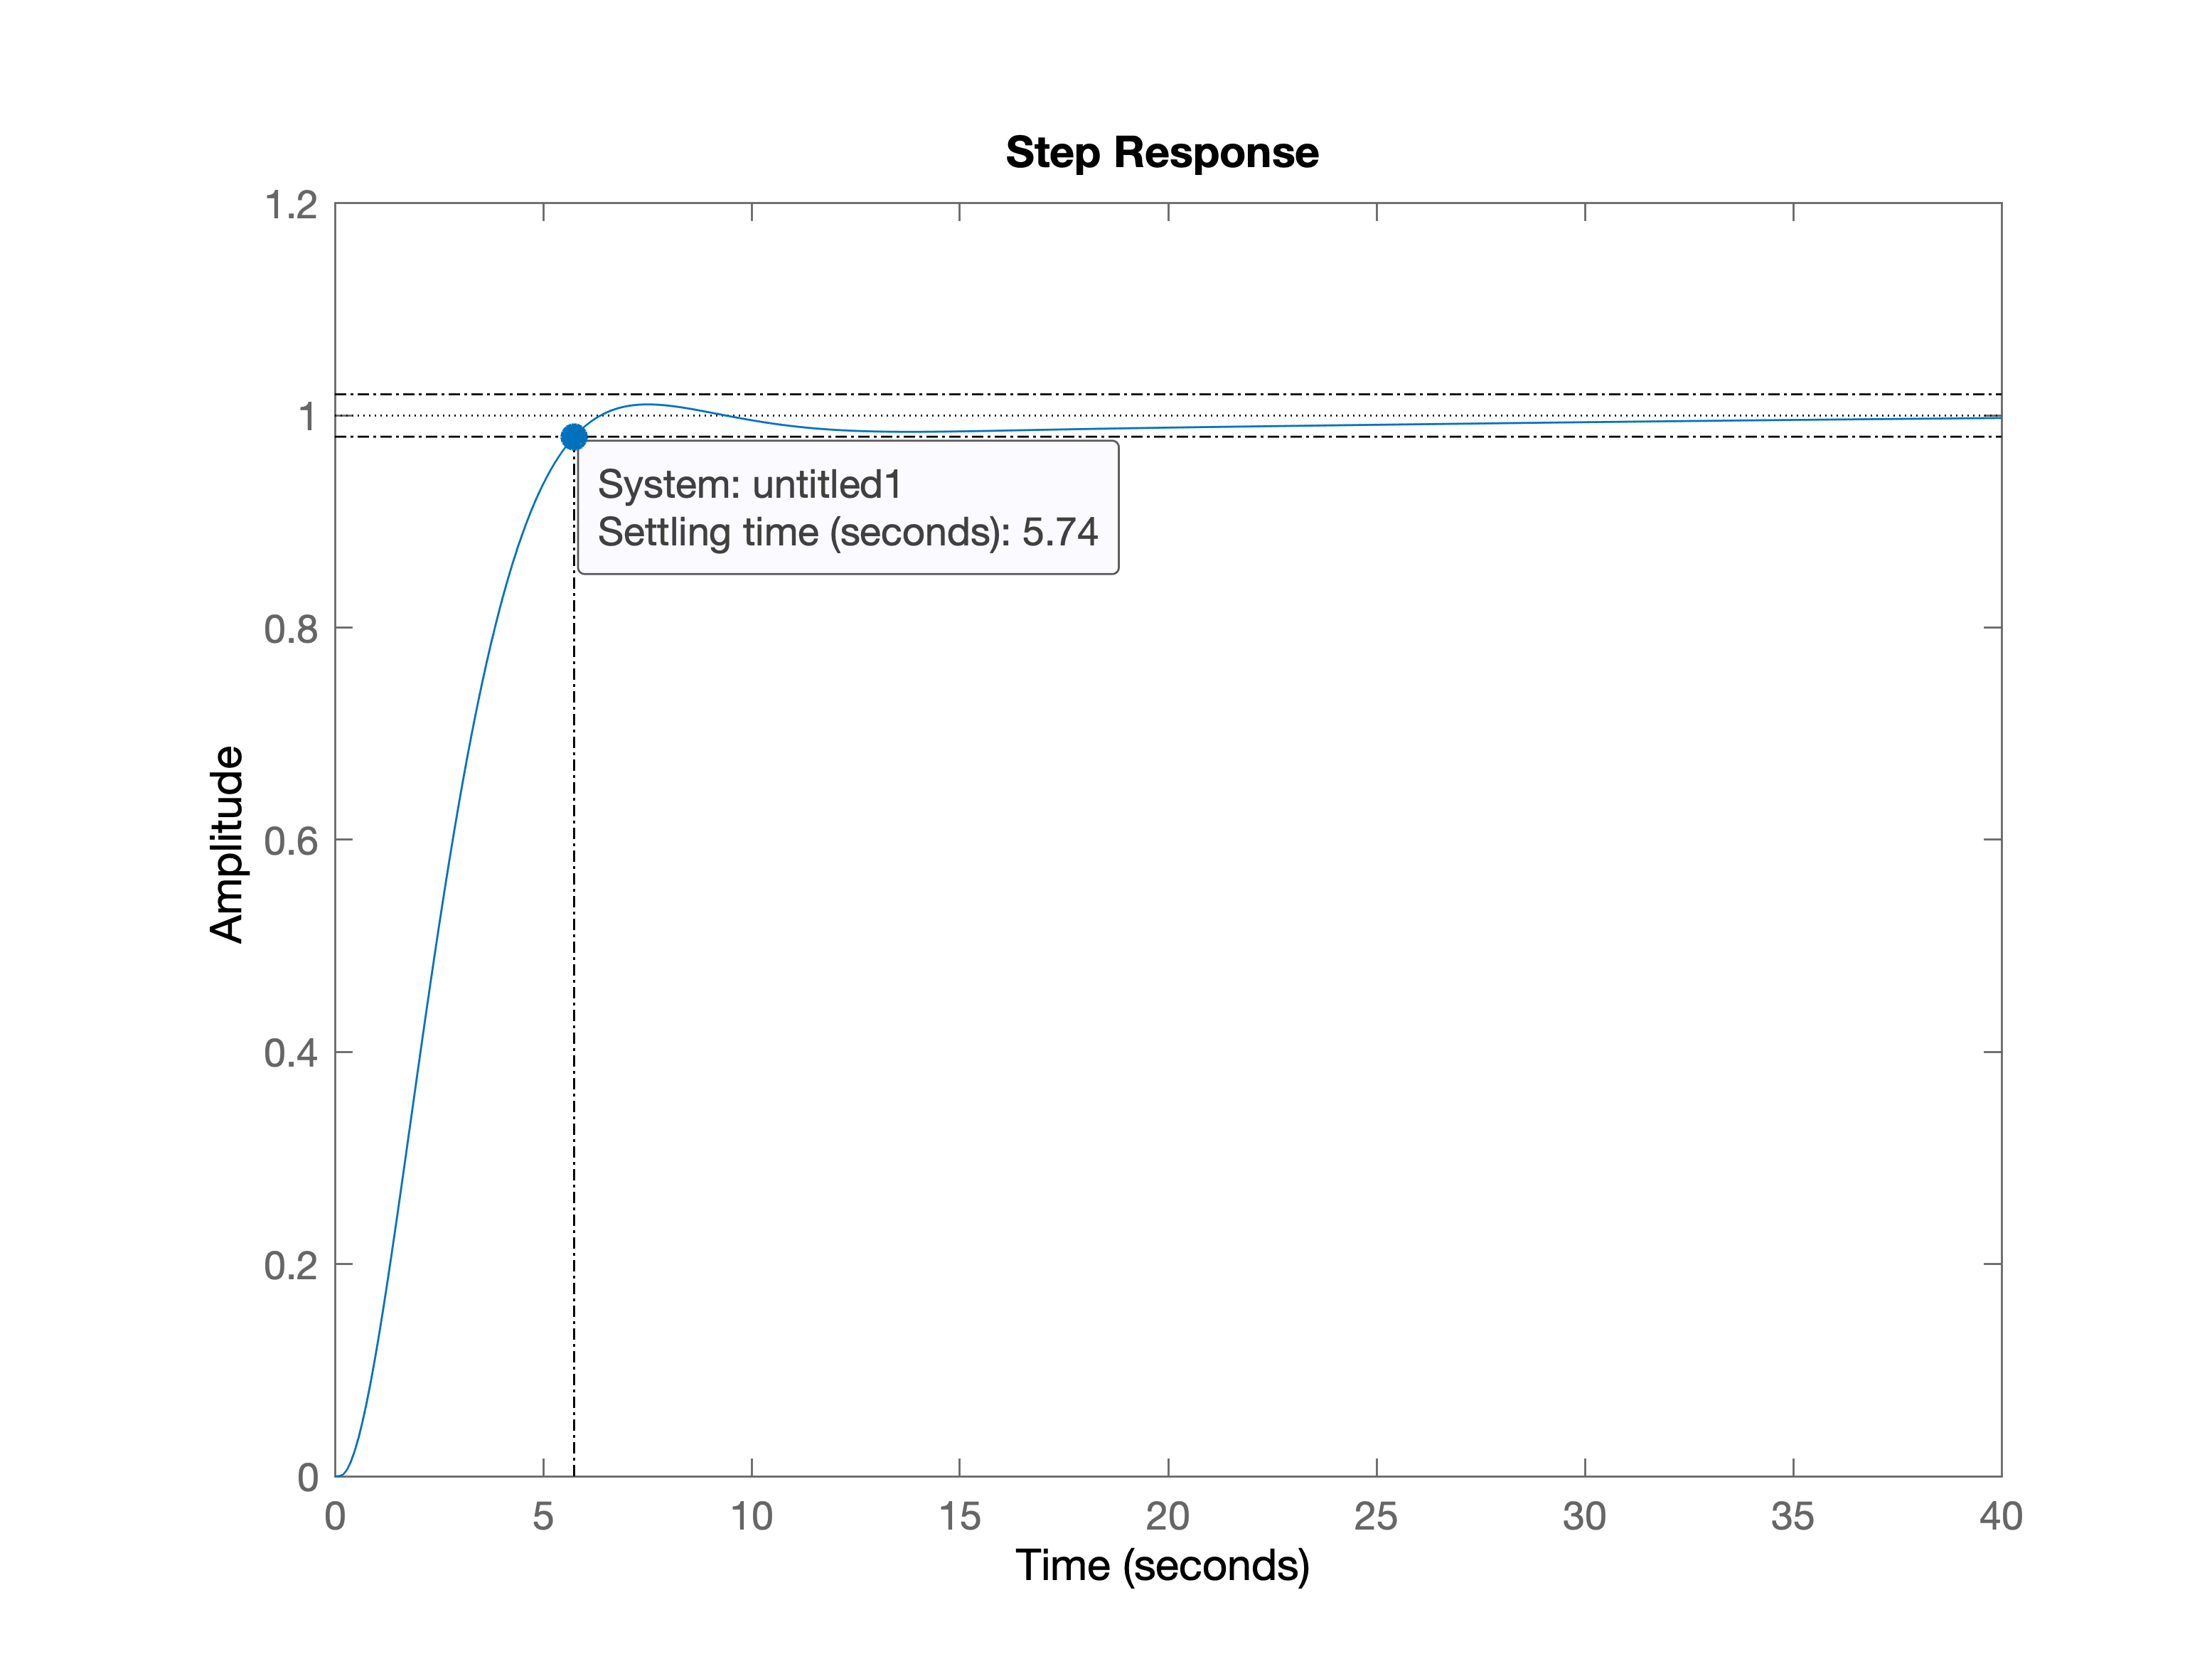 Step Response
1.2
1
0.8
0.6
0.4
0.2
0
Amplitude
System: untitled1
Settling time (seconds): 5.74
0 5 10 15 20 25 30 35 40
Time (seconds)